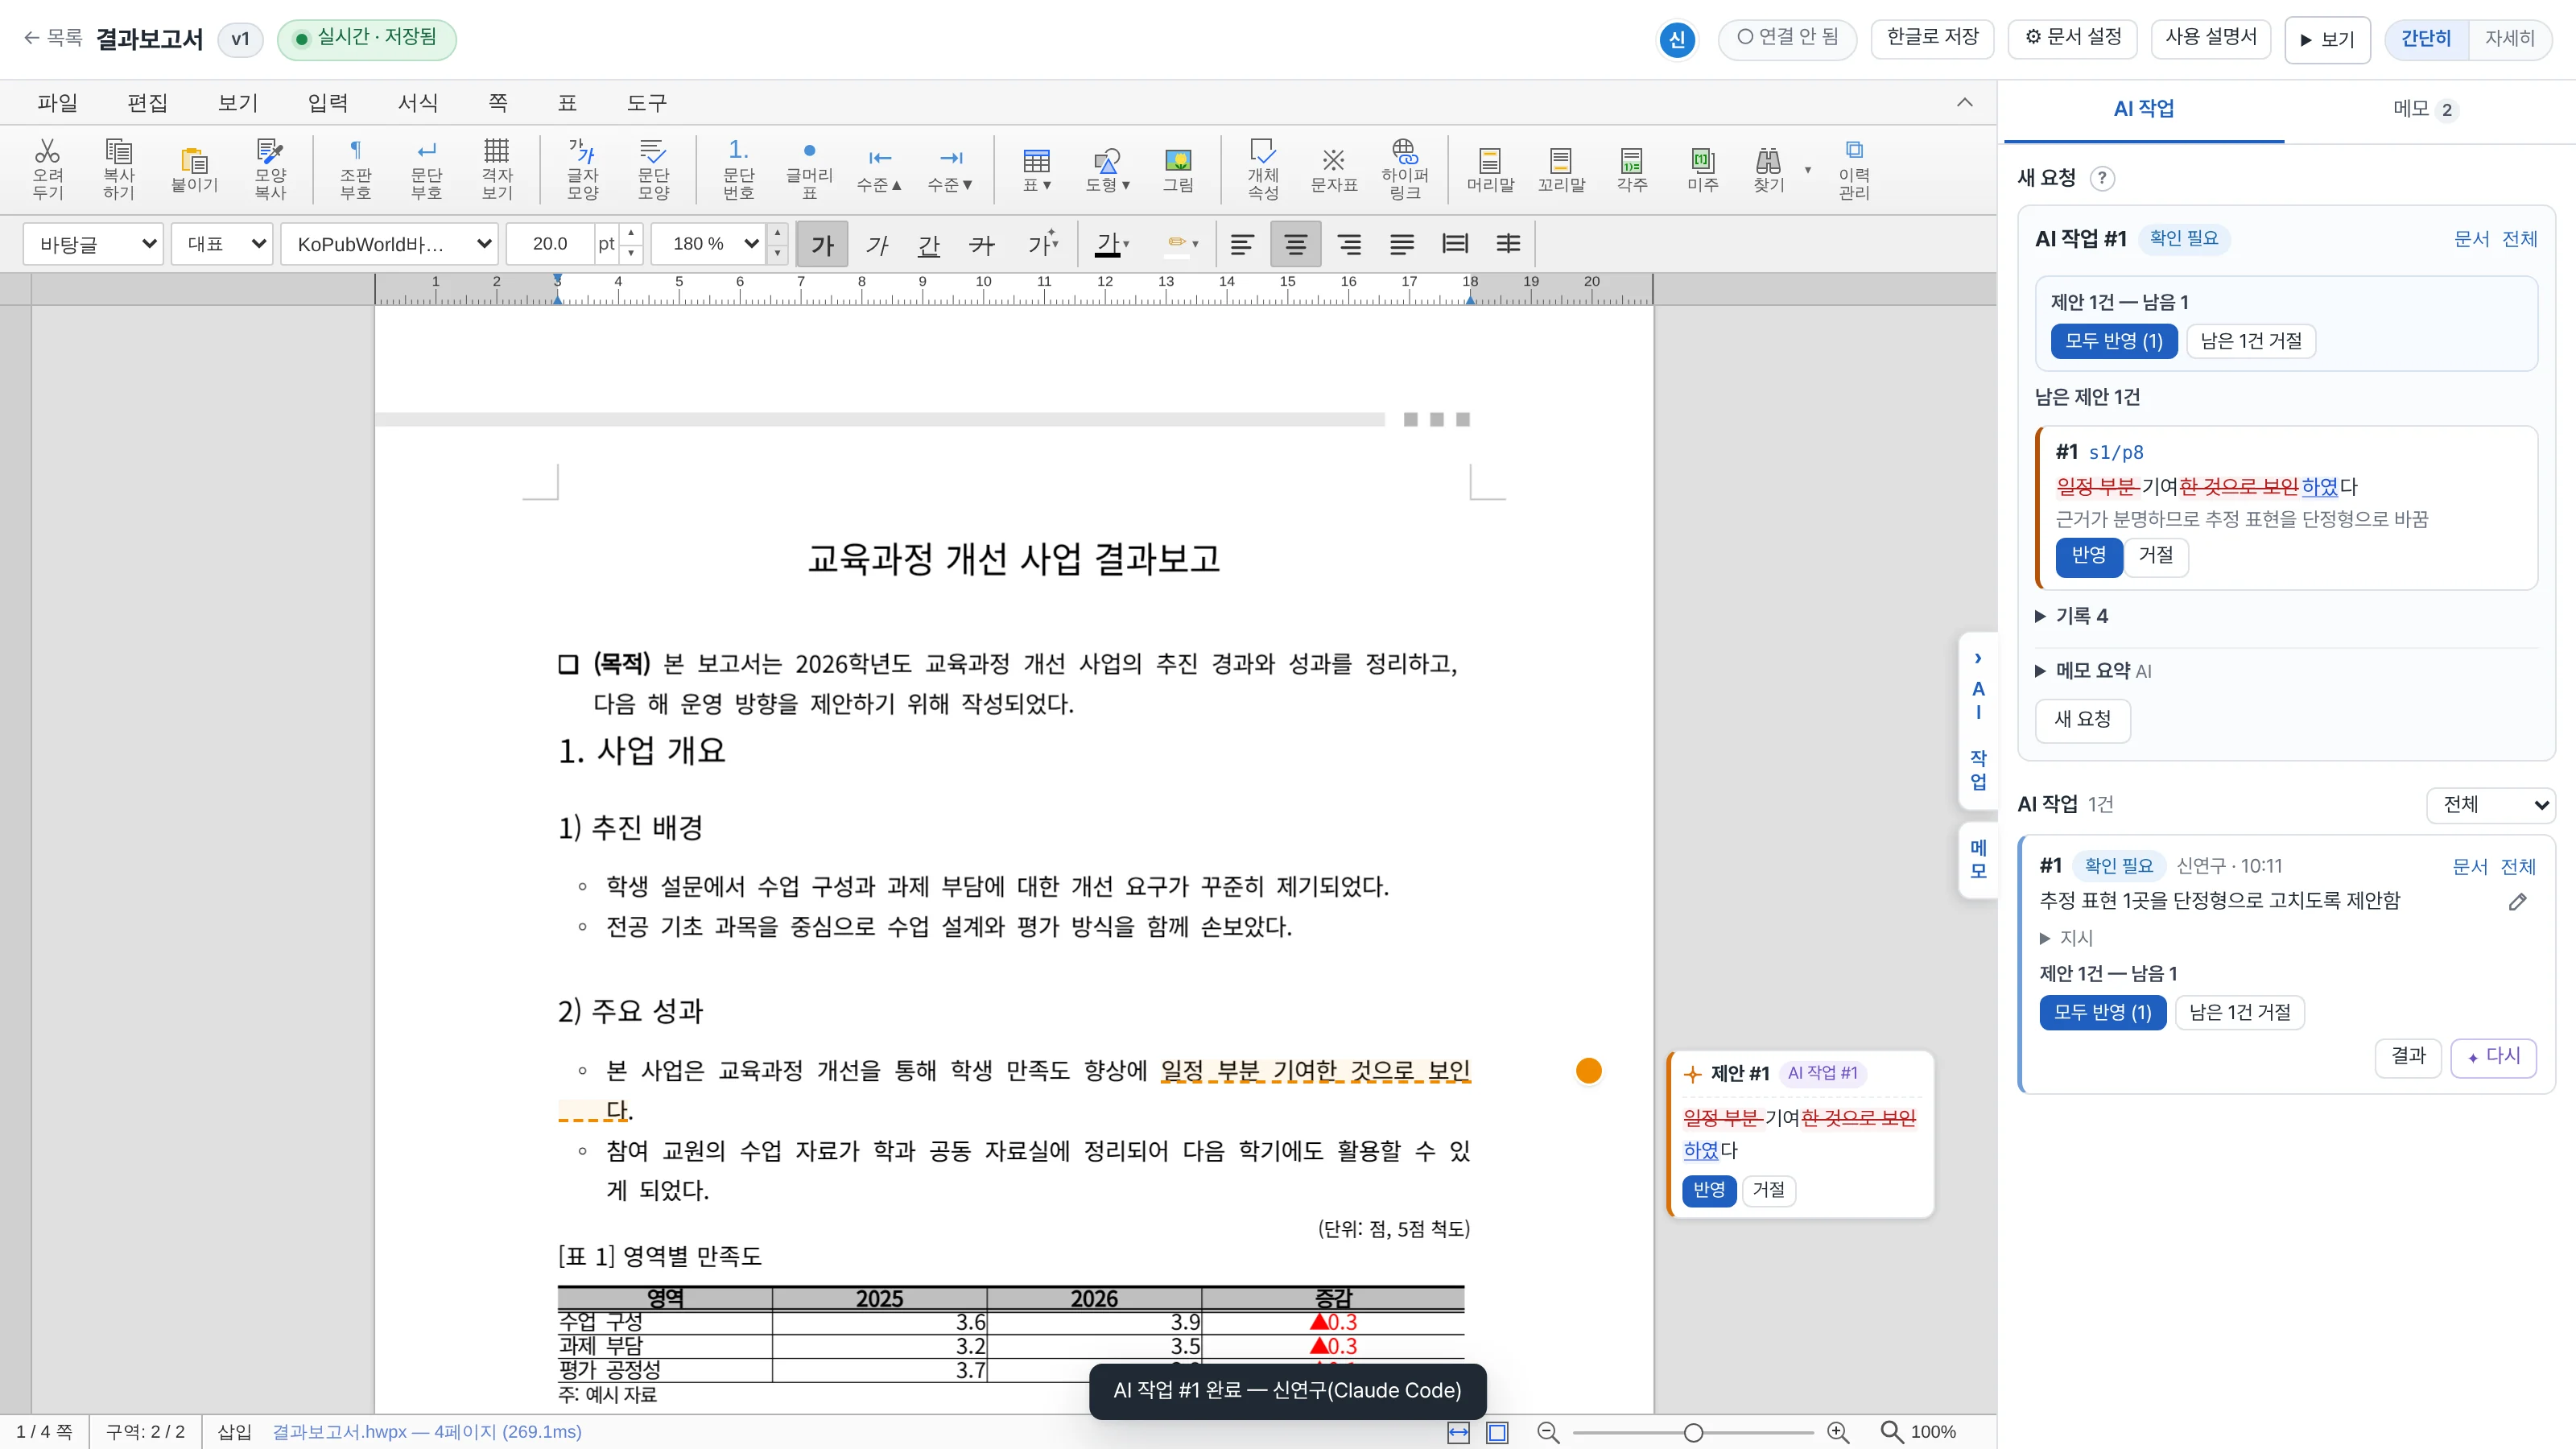 ← 목록 결과보고서 v1 실시간 · 저장됨 신 연결 안 됨 한글로 저장 문서 설정 사용 설명서 ▶ 보기 간단히 자세히
파일 편집 보기 입력 서식 쪽 표 도구
오려 두기 복사 하기 붙이기 모양 복사 조판 부호 문단 부호 격자 보기 글자 모양 문단 모양 문단 번호 글머리 표 수준▲ 수준▼ 표▼ 도형▼ 그림 개체 속성 문자표 하이퍼 링크 머리말 꼬리말 각주 미주 찾기 이력 관리
바탕글 대표 KoPubWorld바... 20.0 pt 180 % 가 가 간 가 가 가
1 2 3 4 5 6 7 8 9 10 11 12 13 14 15 16 17 18 19 20
교육과정 개선 사업 결과보고
❏ (목적) 본 보고서는 2026학년도 교육과정 개선 사업의 추진 경과와 성과를 정리하고,
다음 해 운영 방향을 제안하기 위해 작성되었다.
1. 사업 개요
1) 추진 배경
◦ 학생 설문에서 수업 구성과 과제 부담에 대한 개선 요구가 꾸준히 제기되었다.
◦ 전공 기초 과목을 중심으로 수업 설계와 평가 방식을 함께 손보았다.
2) 주요 성과
◦ 본 사업은 교육과정 개선을 통해 학생 만족도 향상에 일정 부분 기여한 것으로 보인
다.
◦ 참여 교원의 수업 자료가 학과 공동 자료실에 정리되어 다음 학기에도 활용할 수 있
게 되었다.
(단위: 점, 5점 척도)
[표 1] 영역별 만족도
영역 2025 2026 증감
수업 구성 3.6 3.9 ▲0.3
과제 부담 3.2 3.5 ▲0.3
평가 공정성 3.7
주: 예시 자료
제안 #1 AI 작업 #1
일정 부분 기여한 것으로 보인
하였다
반영 거절
› AI 작업
메모
AI 작업 메모 2
새 요청 ?
AI 작업 #1 확인 필요 문서 전체
제안 1건 — 남음 1
모두 반영 (1) 남은 1건 거절
남은 제안 1건
#1 s1/p8
일정 부분 기여한 것으로 보인하였다
근거가 분명하므로 추정 표현을 단정형으로 바꿈
반영 거절
▶ 기록 4
▶ 메모 요약 AI
새 요청
AI 작업 1건 전체
#1 확인 필요 신연구 · 10:11 문서 전체
추정 표현 1곳을 단정형으로 고치도록 제안함
▶ 지시
제안 1건 — 남음 1
모두 반영 (1) 남은 1건 거절
결과 다시
AI 작업 #1 완료 — 신연구(Claude Code)
1 / 4 쪽 구역: 2 / 2 삽입 결과보고서.hwpx — 4페이지 (269.1ms) 100%